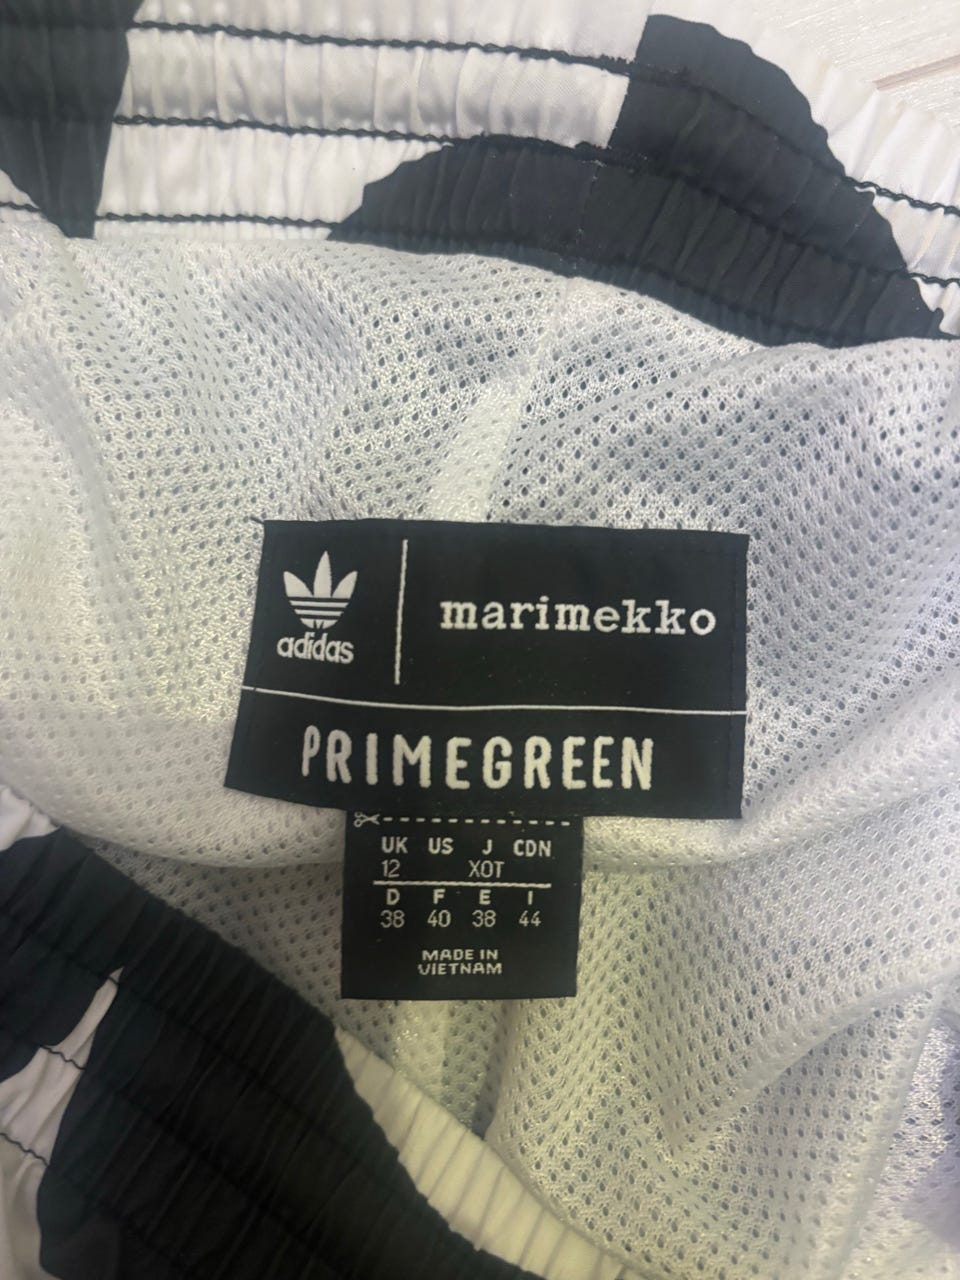 adidas
marimekko
PRIMEGREEN
UK US J CDN
12 XOT
D F E I
38 40 38 44
MADE IN
VIETNAM